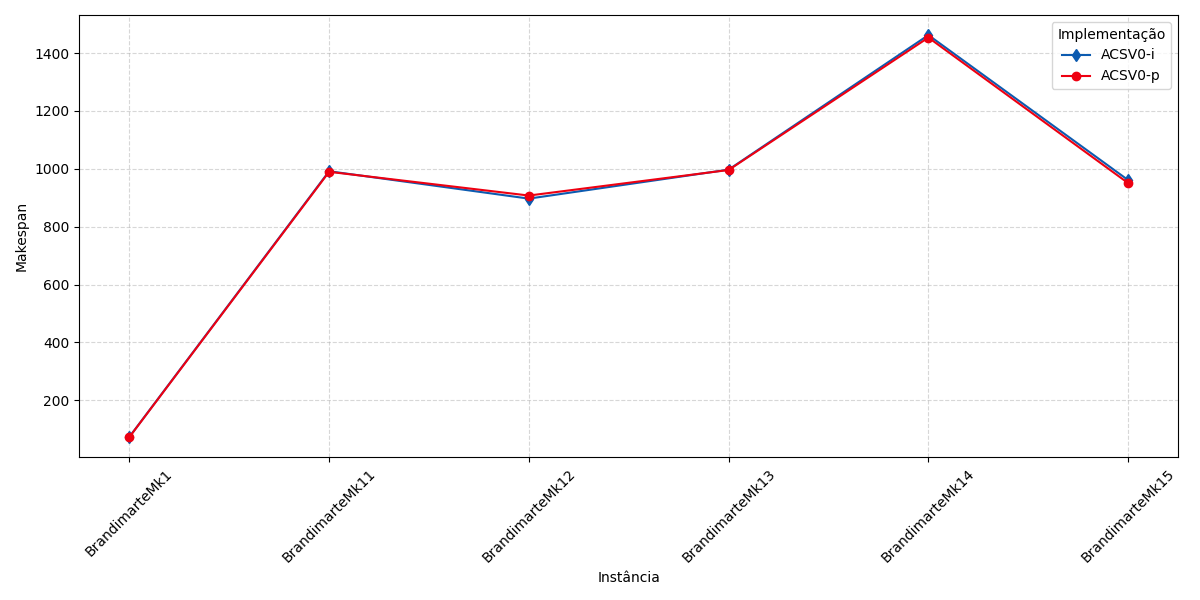 Implementação
ACSV0-i
ACSV0-p
Makespan
1400
1200
1000
800
600
400
200
BrandimarteMk1
BrandimarteMk11
BrandimarteMk12
BrandimarteMk13
BrandimarteMk14
BrandimarteMk15
Instância